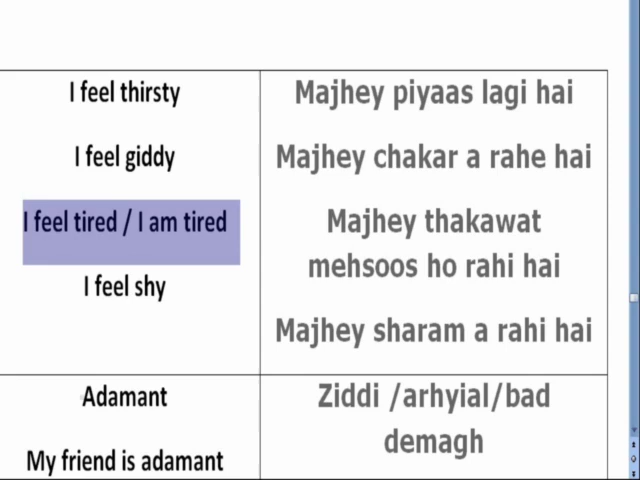 I feel thirsty
Majhey piyaas lagi hai
I feel giddy
Majhey chakar a rahe hai
I feel tired / I am tired
Majhey thakawat
mehsoos ho rahi hai
I feel shy
Majhey sharam a rahi hai
Adamant
Ziddi /arhyial/bad
demagh
My friend is adamant